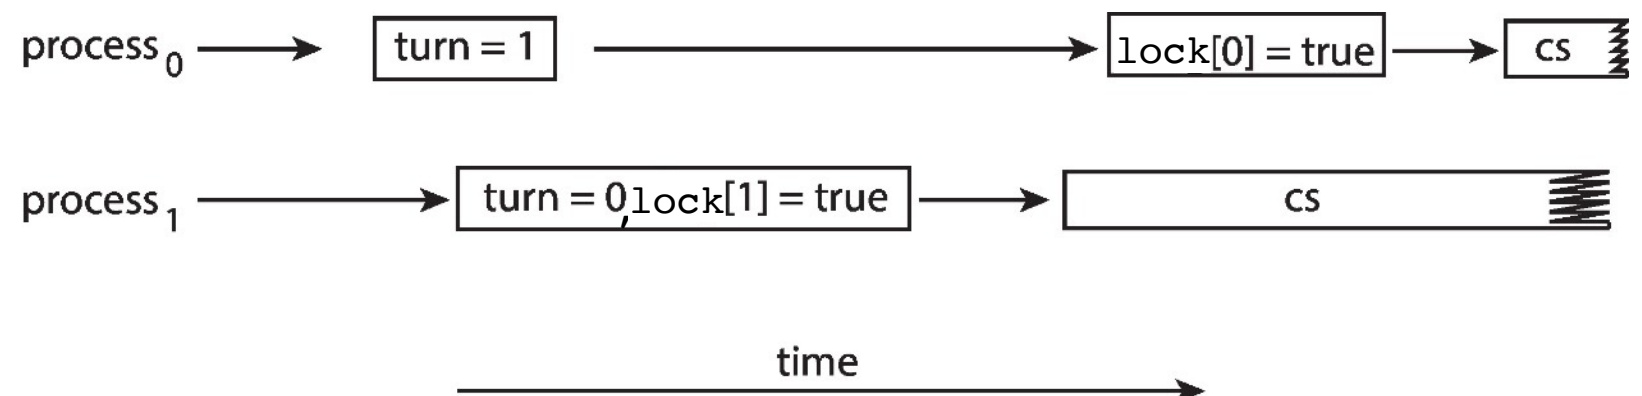 process₀ turn = 1 lock[0] = true cs
process₁ turn = 0, lock[1] = true cs
time